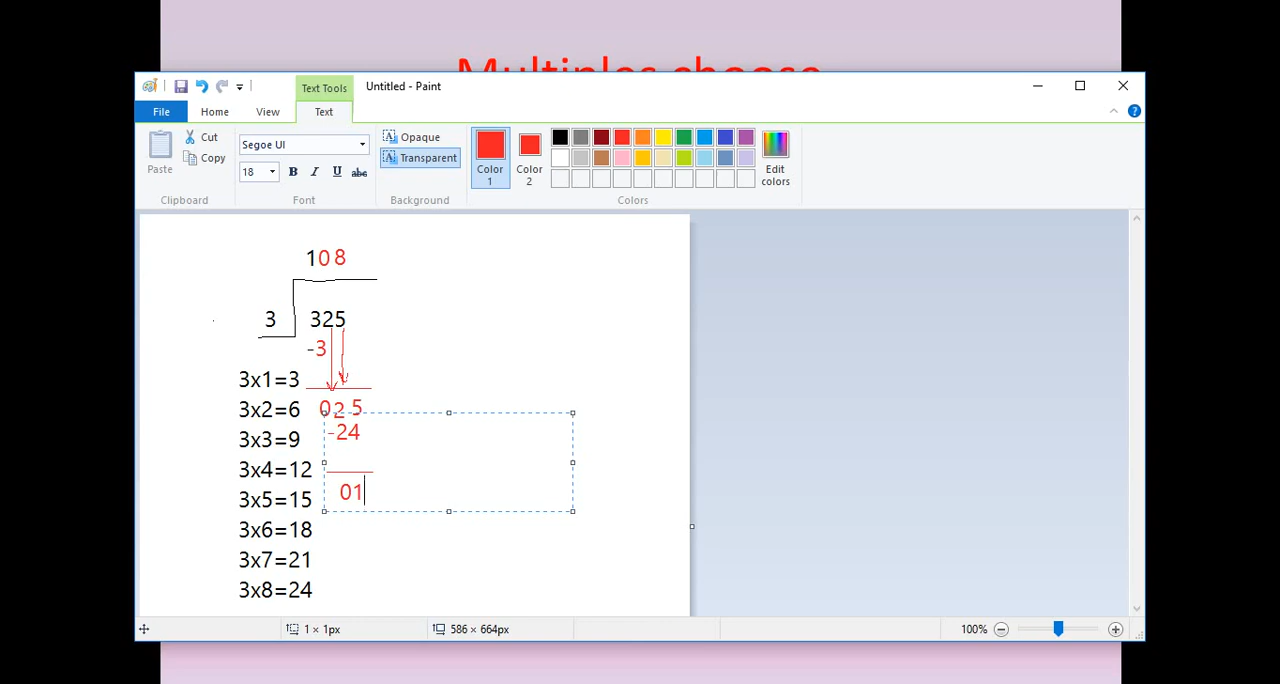 Multiples choose
Text Tools
Untitled - Paint
File
Home
View
Text
Paste
Cut
Copy
Clipboard
Segoe UI
18
B
I
U
abc
Font
Opaque
Transparent
Background
Color
1
Color
2
Edit
colors
Colors
108
3
325
-3
3x1=3
3x2=6
025
3x3=9
-24
3x4=12
3x5=15
01
3x6=18
3x7=21
3x8=24
1 × 1px
586 × 664px
100%